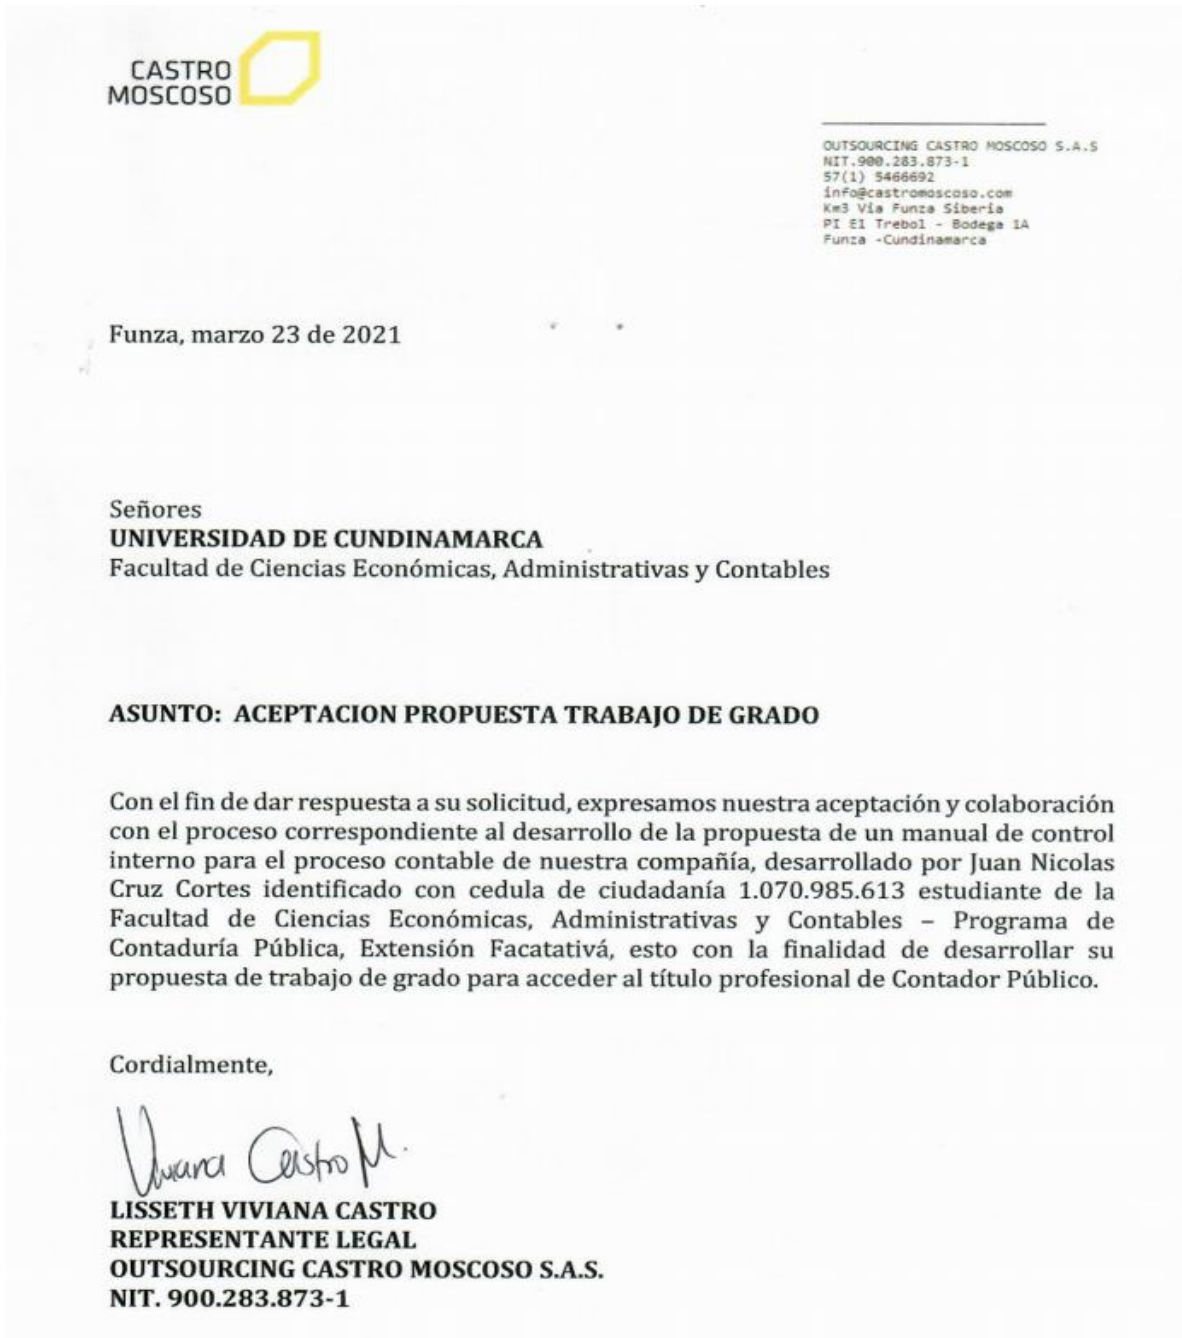 CASTRO
MOSCOSO
OUTSOURCING CASTRO MOSCOSO S.A.S
NIT.900.283.873-1
57(1) 5466692
info@castromoscoso.com
Km3 Via Funza Siberia
PI El Trebol - Bodega 1A
Funza -Cundinamarca
Funza, marzo 23 de 2021
Señores
UNIVERSIDAD DE CUNDINAMARCA
Facultad de Ciencias Económicas, Administrativas y Contables
ASUNTO: ACEPTACION PROPUESTA TRABAJO DE GRADO
Con el fin de dar respuesta a su solicitud, expresamos nuestra aceptación y colaboración
con el proceso correspondiente al desarrollo de la propuesta de un manual de control
interno para el proceso contable de nuestra compañía, desarrollado por Juan Nicolas
Cruz Cortes identificado con cedula de ciudadanía 1.070.985.613 estudiante de la
Facultad de Ciencias Económicas, Administrativas y Contables – Programa de
Contaduría Pública, Extensión Facatativá, esto con la finalidad de desarrollar su
propuesta de trabajo de grado para acceder al título profesional de Contador Público.
Cordialmente,
Viviana Castro M.
LISSETH VIVIANA CASTRO
REPRESENTANTE LEGAL
OUTSOURCING CASTRO MOSCOSO S.A.S.
NIT. 900.283.873-1